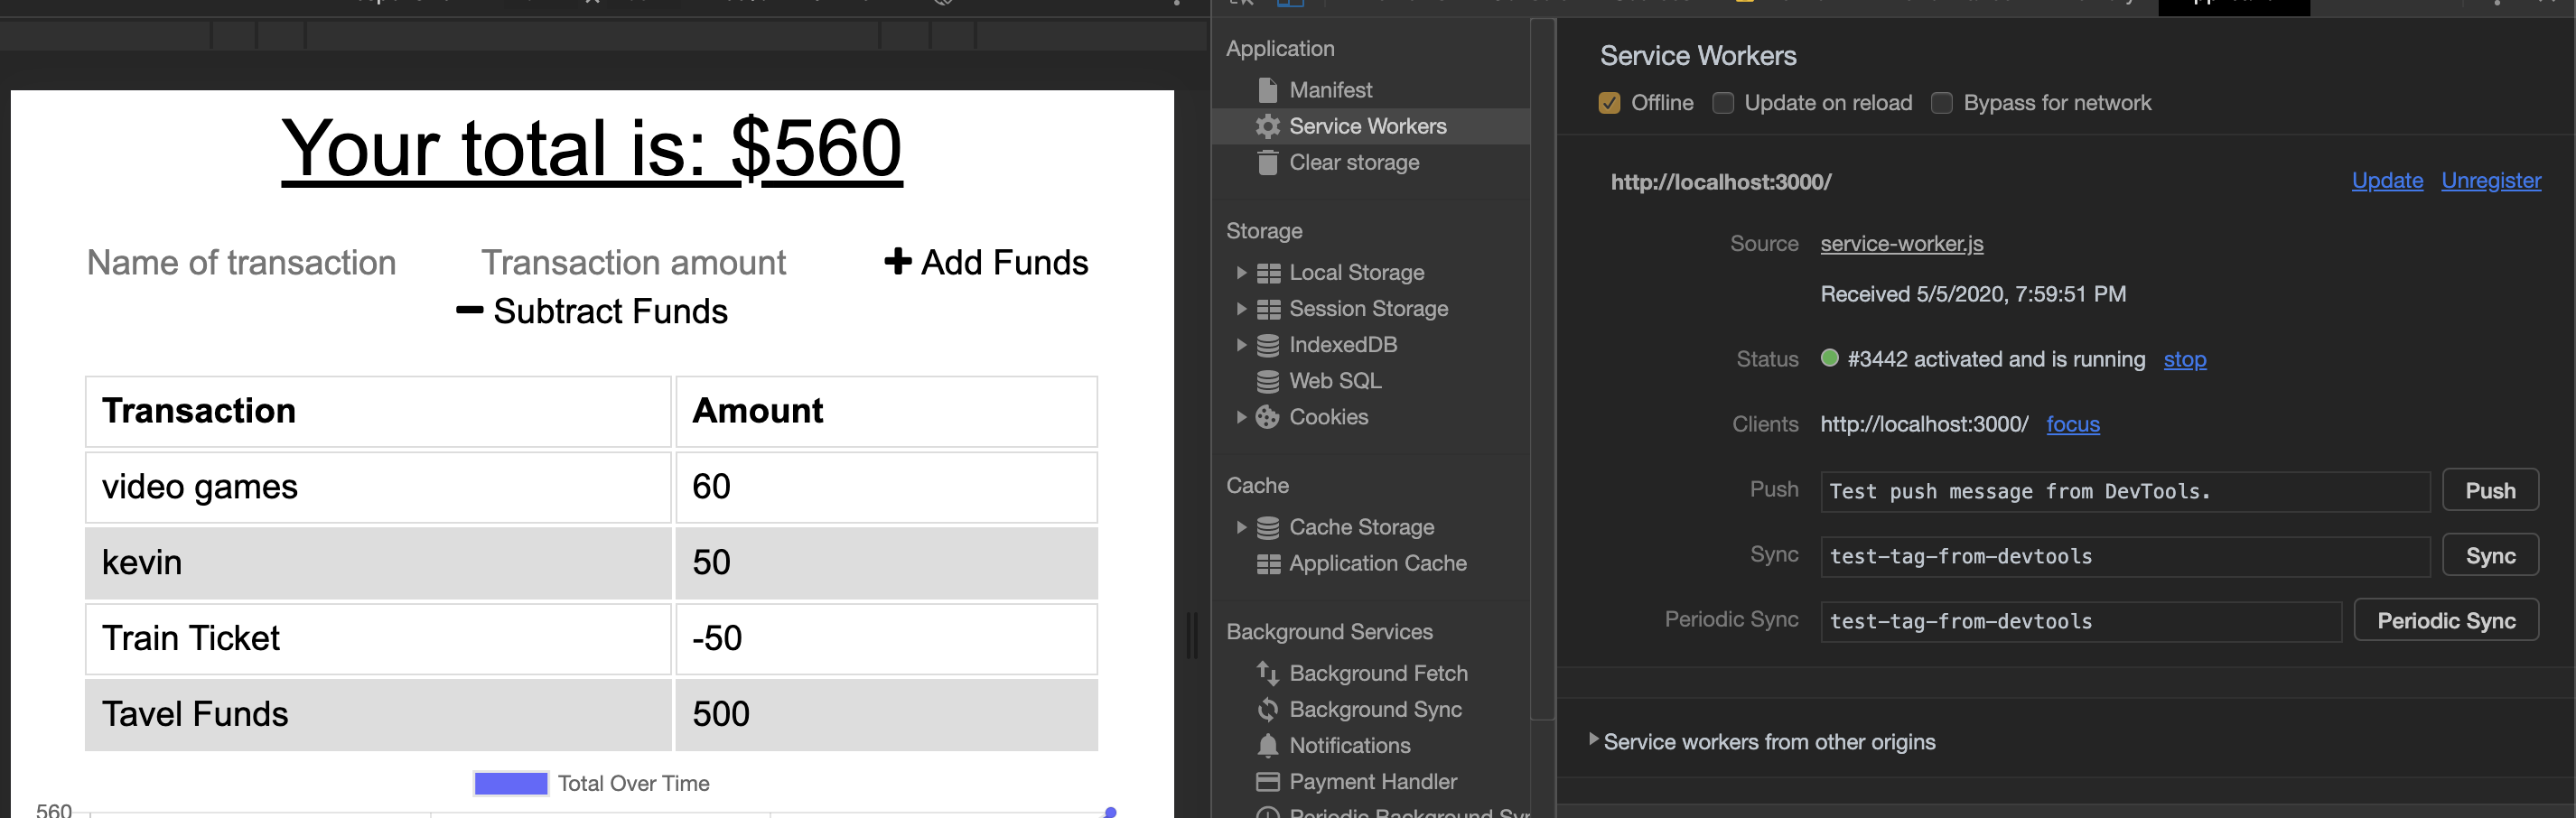 Your total is: $560
Name of transaction Transaction amount Add Funds
Subtract Funds
Transaction Amount
video games 60
kevin 50
Train Ticket -50
Tavel Funds 500
Total Over Time
560
Application
Manifest
Service Workers
Clear storage
Storage
Local Storage
Session Storage
IndexedDB
Web SQL
Cookies
Cache
Cache Storage
Application Cache
Background Services
Background Fetch
Background Sync
Notifications
Payment Handler
Periodic Background
Service Workers
Offline Update on reload Bypass for network
http://localhost:3000/ Update Unregister
Source service-worker.js
Received 5/5/2020, 7:59:51 PM
Status #3442 activated and is running stop
Clients http://localhost:3000/ focus
Push Test push message from DevTools. Push
Sync test-tag-from-devtools Sync
Periodic Sync test-tag-from-devtools Periodic Sync
Service workers from other origins